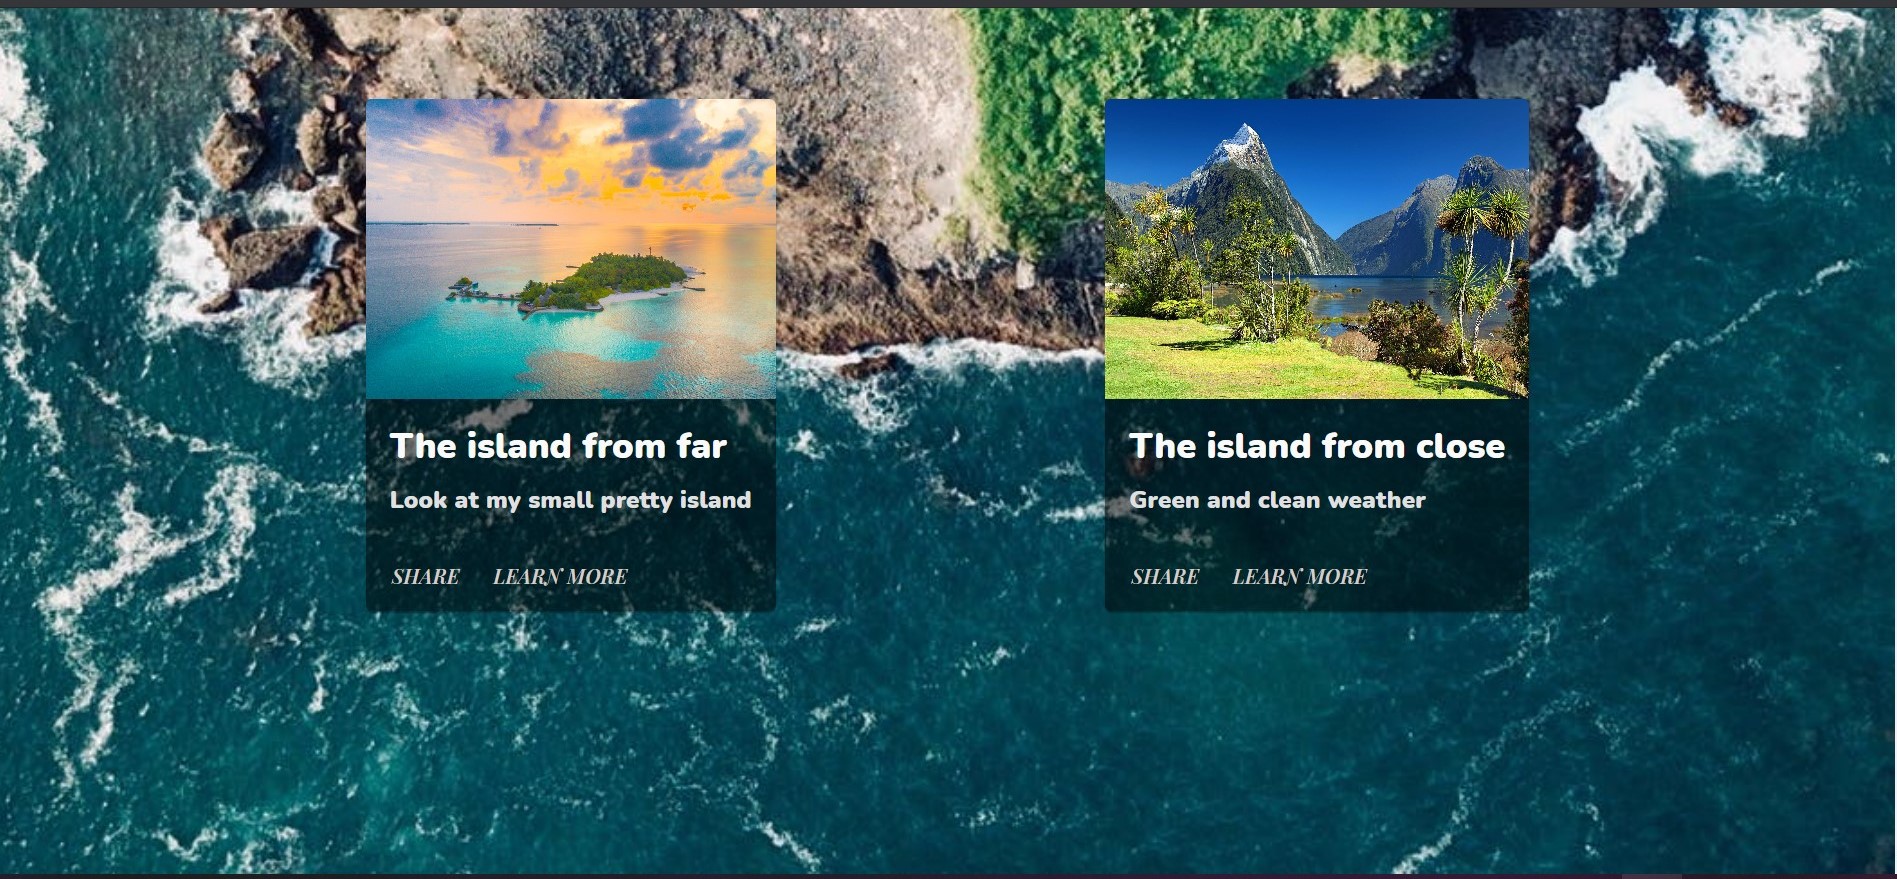 The island from far
Look at my small pretty island
SHARE LEARN MORE
The island from close
Green and clean weather
SHARE LEARN MORE